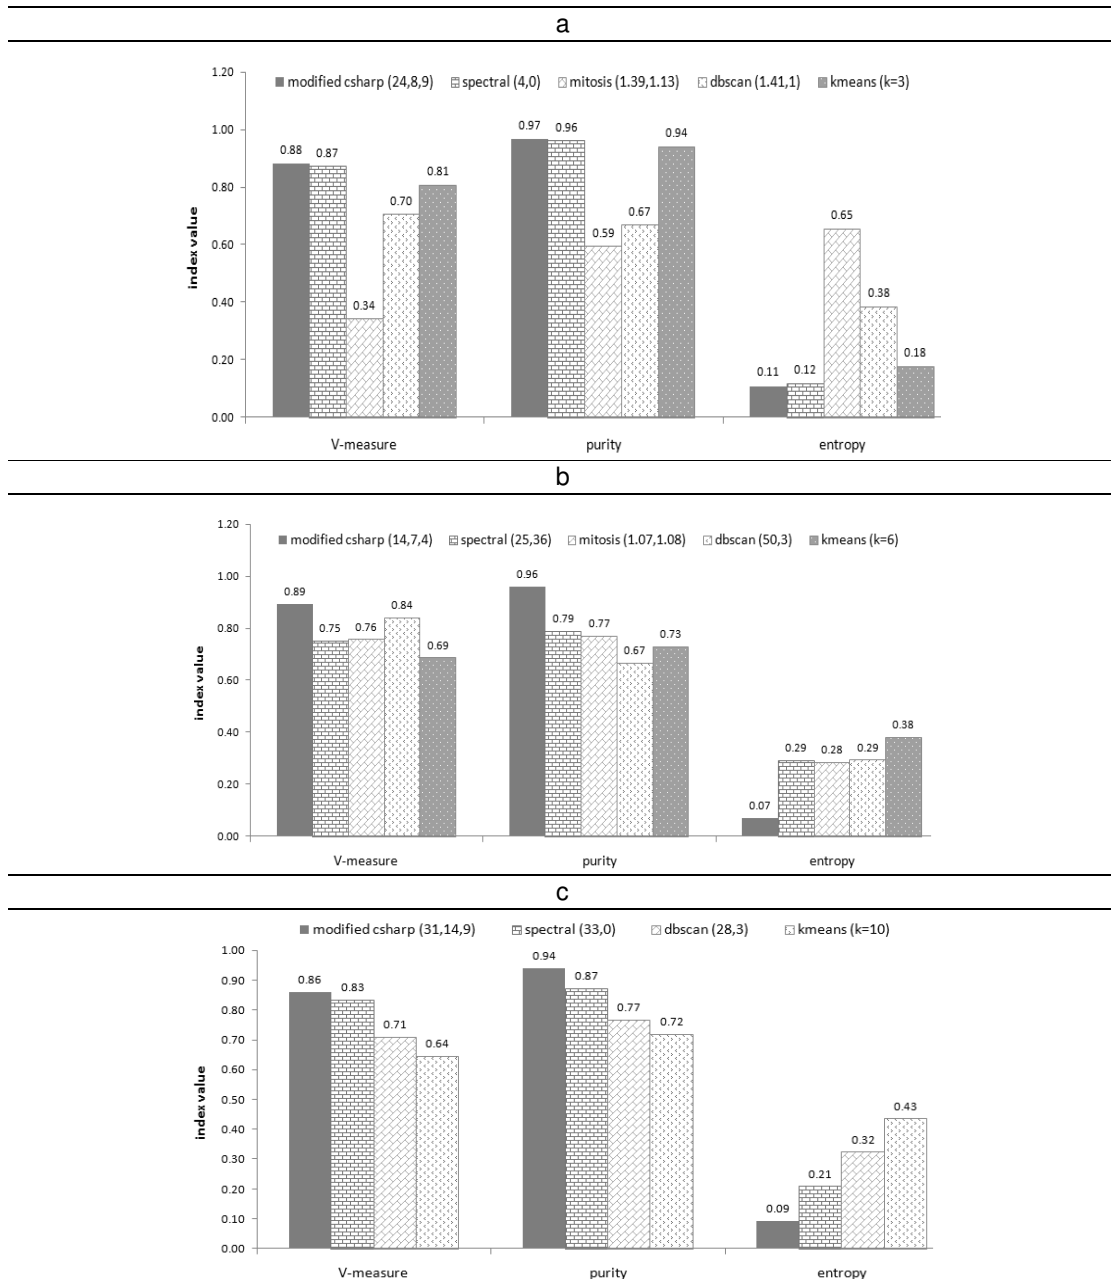 a
1.20
modified csharp (24,8,9) spectral (4,0) mitosis (1.39,1.13) dbscan (1.41,1) kmeans (k=3)
1.00
0.80
0.60
0.40
0.20
0.00
index value
0.88 0.87 0.34 0.70 0.81
0.97 0.96 0.59 0.67 0.94
0.11 0.12 0.65 0.38 0.18
V-measure purity entropy
b
1.20
modified csharp (14,7,4) spectral (25,36) mitosis (1.07,1.08) dbscan (50,3) kmeans (k=6)
1.00
0.80
0.60
0.40
0.20
0.00
index value
0.89 0.75 0.76 0.84 0.69
0.96 0.79 0.77 0.67 0.73
0.07 0.29 0.28 0.29 0.38
V-measure purity entropy
c
modified csharp (31,14,9) spectral (33,0) dbscan (28,3) kmeans (k=10)
1.00
0.90
0.80
0.70
0.60
0.50
0.40
0.30
0.20
0.10
0.00
index value
0.86 0.83 0.71 0.64
0.94 0.87 0.77 0.72
0.09 0.21 0.32 0.43
V-measure purity entropy